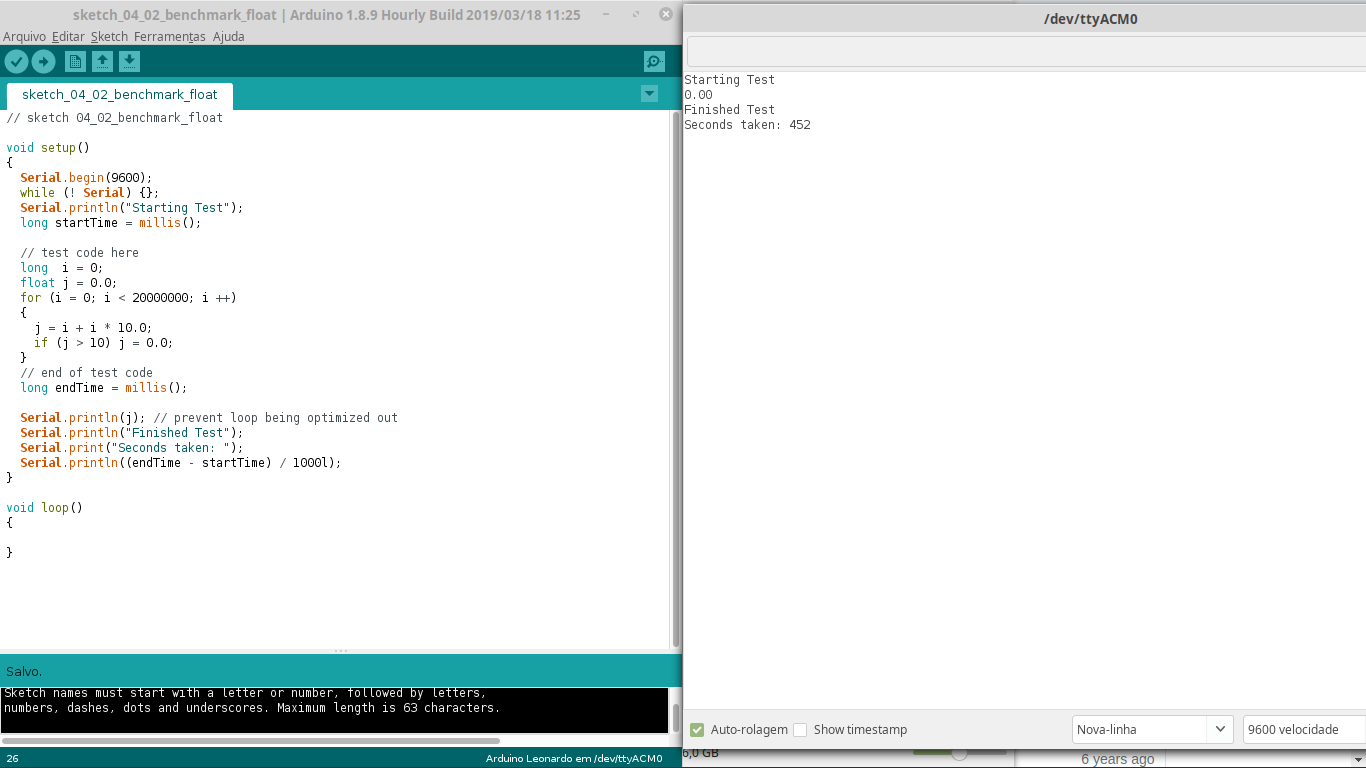 sketch_04_02_benchmark_float | Arduino 1.8.9 Hourly Build 2019/03/18 11:25
Arquivo Editar Sketch Ferramentas Ajuda
sketch_04_02_benchmark_float
// sketch 04_02_benchmark_float
void setup()
{
  Serial.begin(9600);
  while (! Serial) {};
  Serial.println("Starting Test");
  long startTime = millis();
  // test code here
  long  i = 0;
  float j = 0.0;
  for (i = 0; i < 20000000; i ++)
  {
    j = i + i * 10.0;
    if (j > 10) j = 0.0;
  }
  // end of test code
  long endTime = millis();
  Serial.println(j); // prevent loop being optimized out
  Serial.println("Finished Test");
  Serial.print("Seconds taken: ");
  Serial.println((endTime - startTime) / 1000l);
}
void loop()
{
}
Salvo.
Sketch names must start with a letter or number, followed by letters,
numbers, dashes, dots and underscores. Maximum length is 63 characters.
26
Arduino Leonardo em /dev/ttyACM0
/dev/ttyACM0
Starting Test
0.00
Finished Test
Seconds taken: 452
Auto-rolagem Show timestamp
Nova-linha
9600 velocidade
6,0 GB
6 years ago